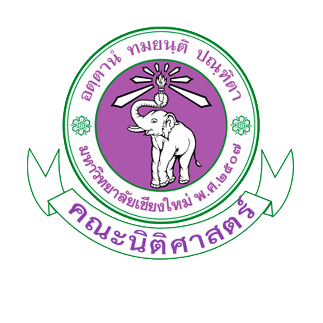 อตฺตานํ ทมยนฺติ ปณฺฑิตา
มหาวิทยาลัยเชียงใหม่ พ.ศ.๒๕๐๗
คณะนิติศาสตร์